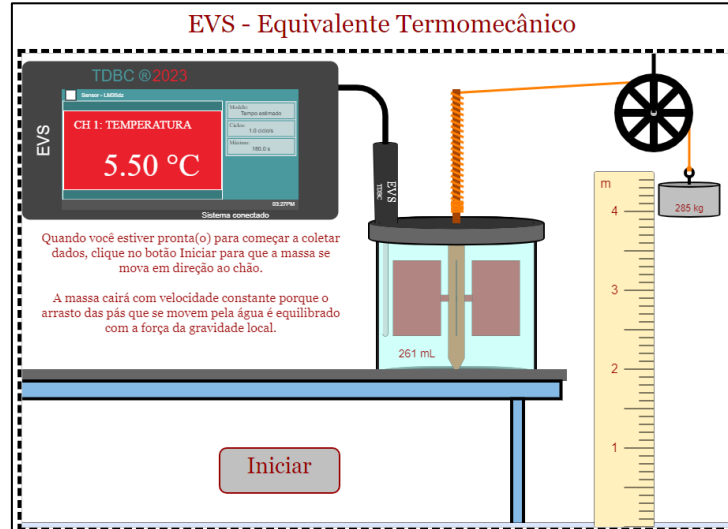 EVS - Equivalente Termomecânico
TDBC ® 2023
EVS
Sensor - LM35dz
CH 1: TEMPERATURA
5.50 °C
Modelo:
Tempo estimado
Ciclos:
1,0 ciclo/s
Máximo:
180,0 s
03:27PM
Sistema conectado
EVS
TDBC
Quando você estiver pronta(o) para começar a coletar
dados, clique no botão Iniciar para que a massa se
mova em direção ao chão.
A massa cairá com velocidade constante porque o
arrasto das pás que se movem pela água é equilibrado
com a força da gravidade local.
261 mL
285 kg
m
4
3
2
1
Iniciar